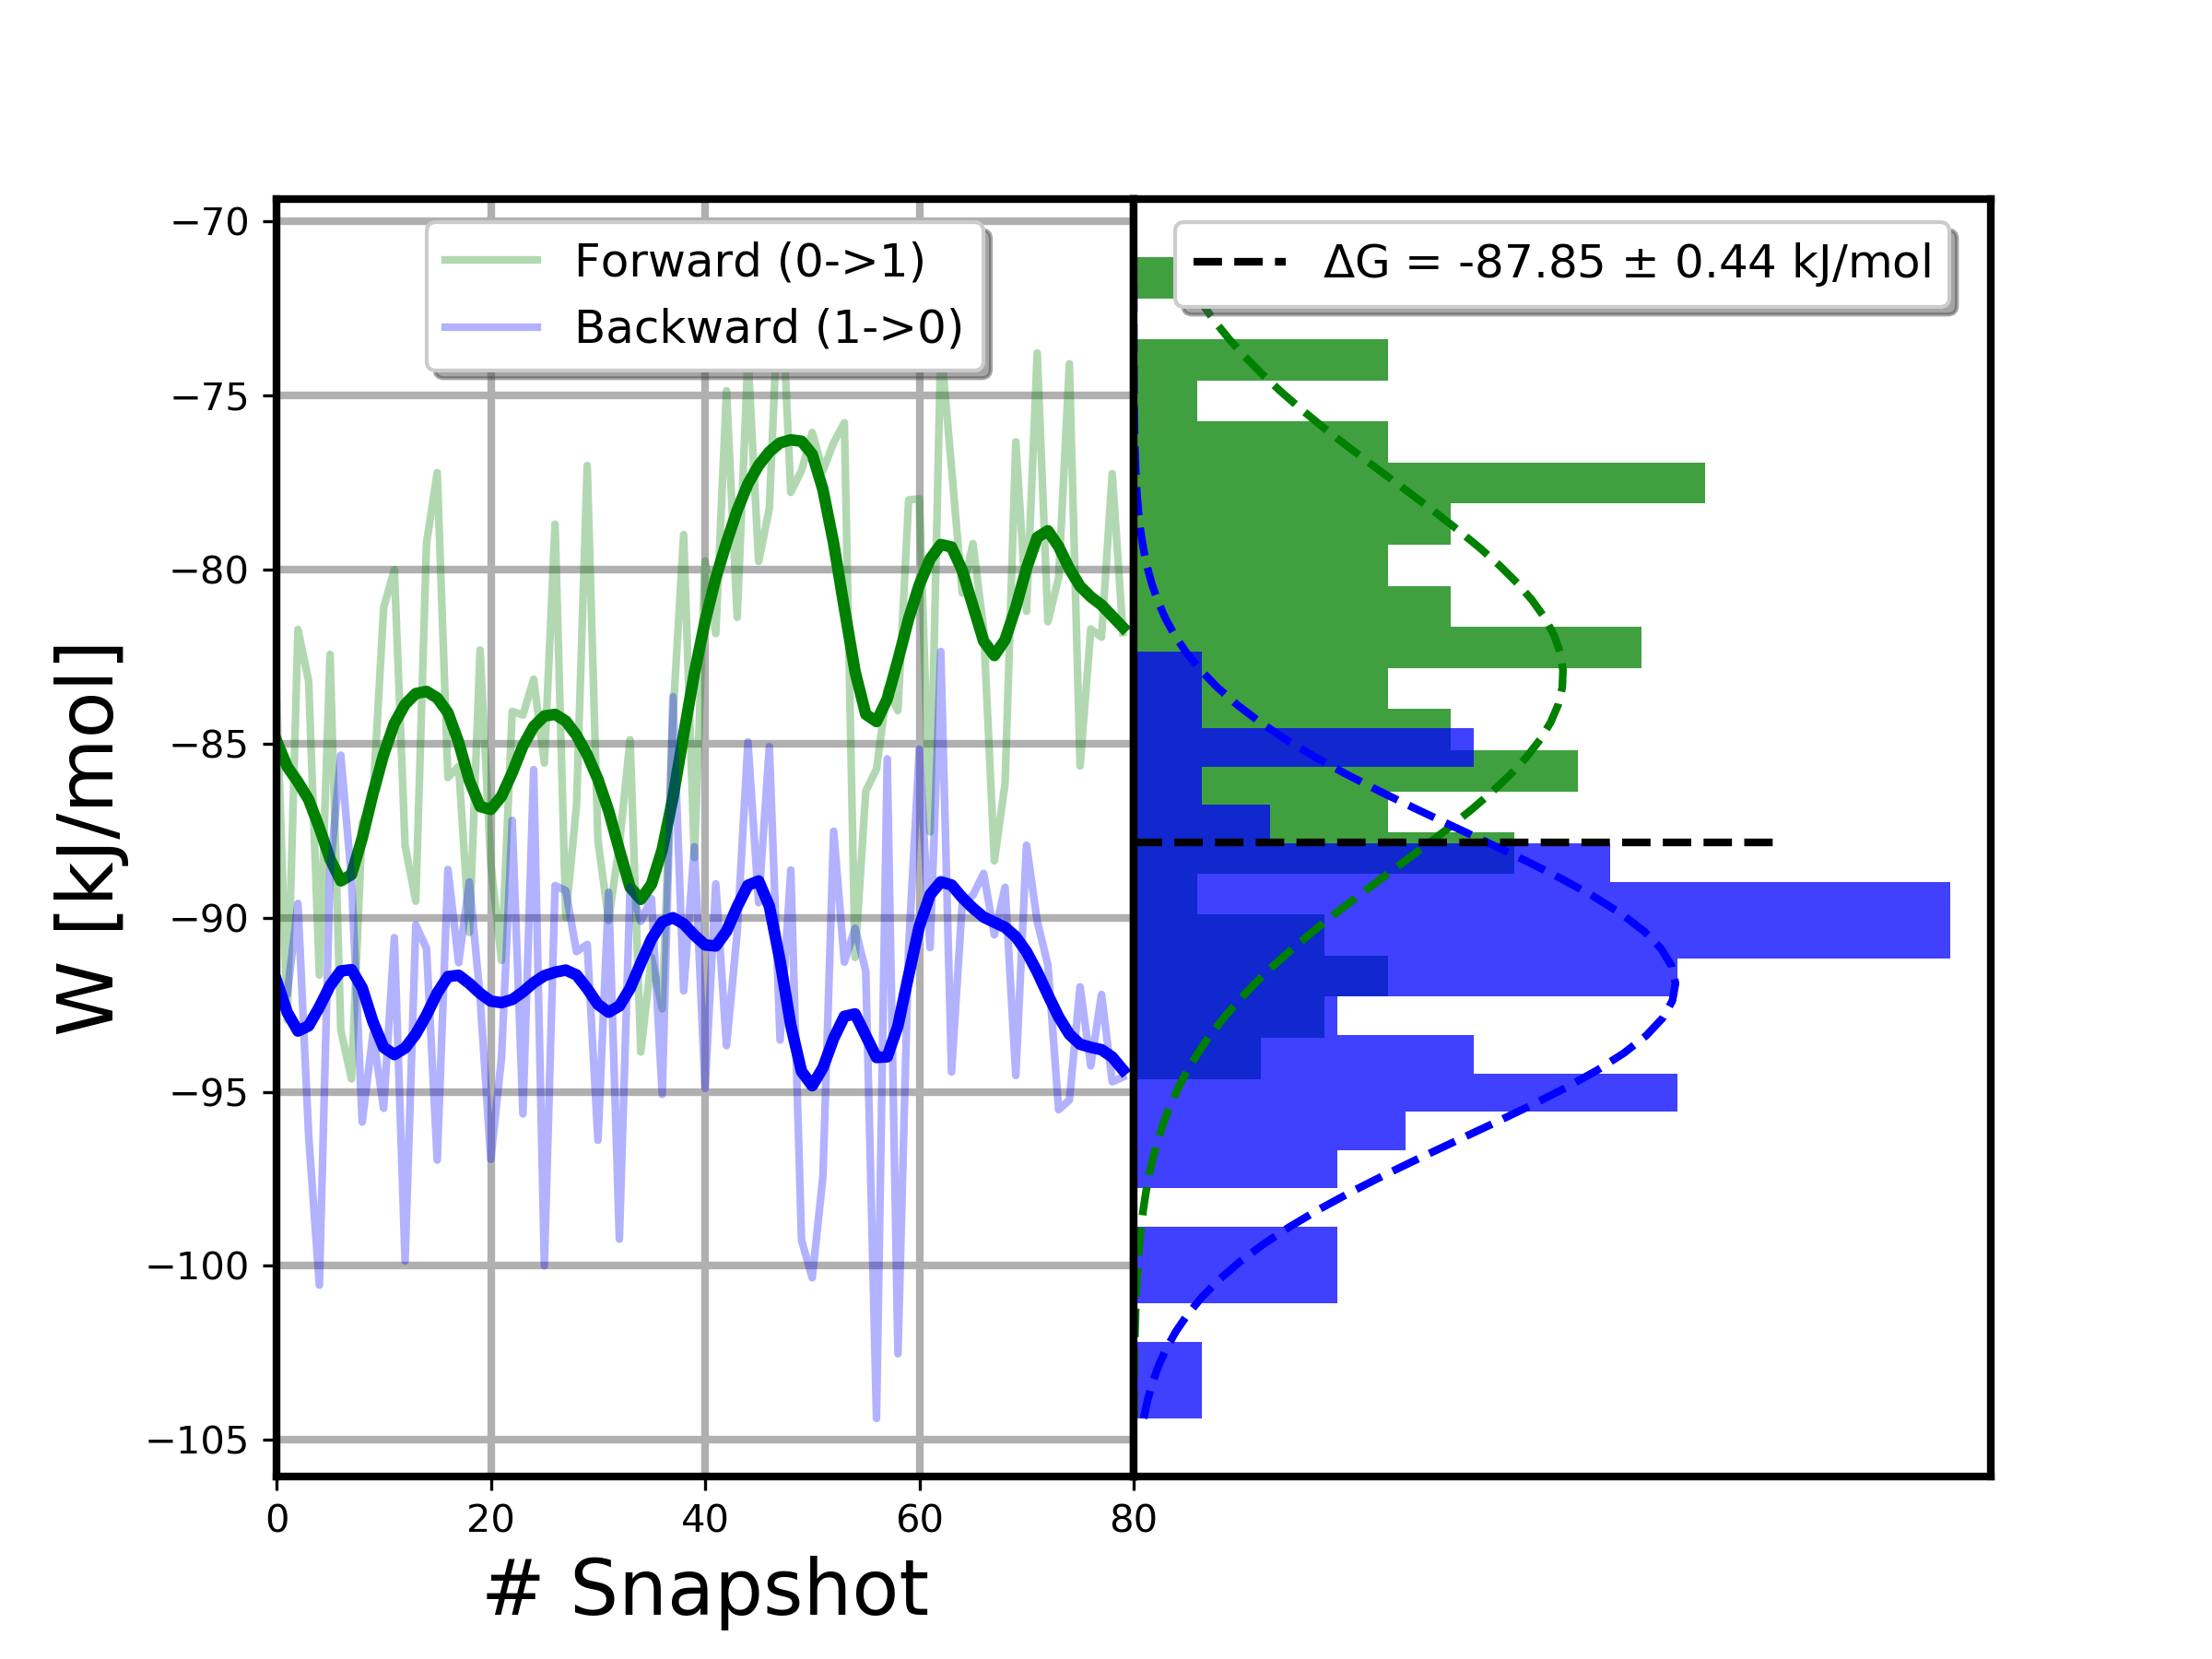 −70
−75
−80
−85
−90
−95
−100
−105
W [kJ/mol]
Forward (0->1)
Backward (1->0)
ΔG = -87.85 ± 0.44 kJ/mol
0 20 40 60 80
# Snapshot